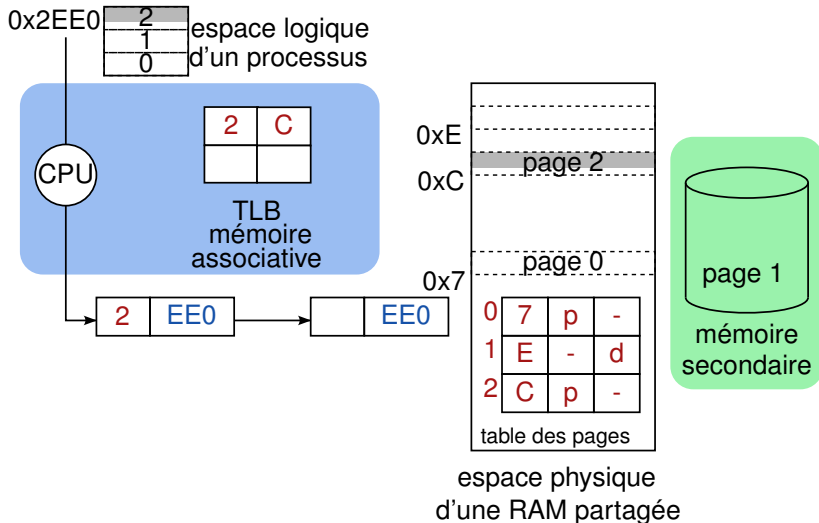 0x2EE0
2
1
0
espace logique
d'un processus
CPU
2 C
TLB
mémoire
associative
2 EE0
EE0
0xE
page 2
0xC
page 0
0x7
0 7 p -
1 E - d
2 C p -
table des pages
espace physique
d'une RAM partagée
page 1
mémoire
secondaire